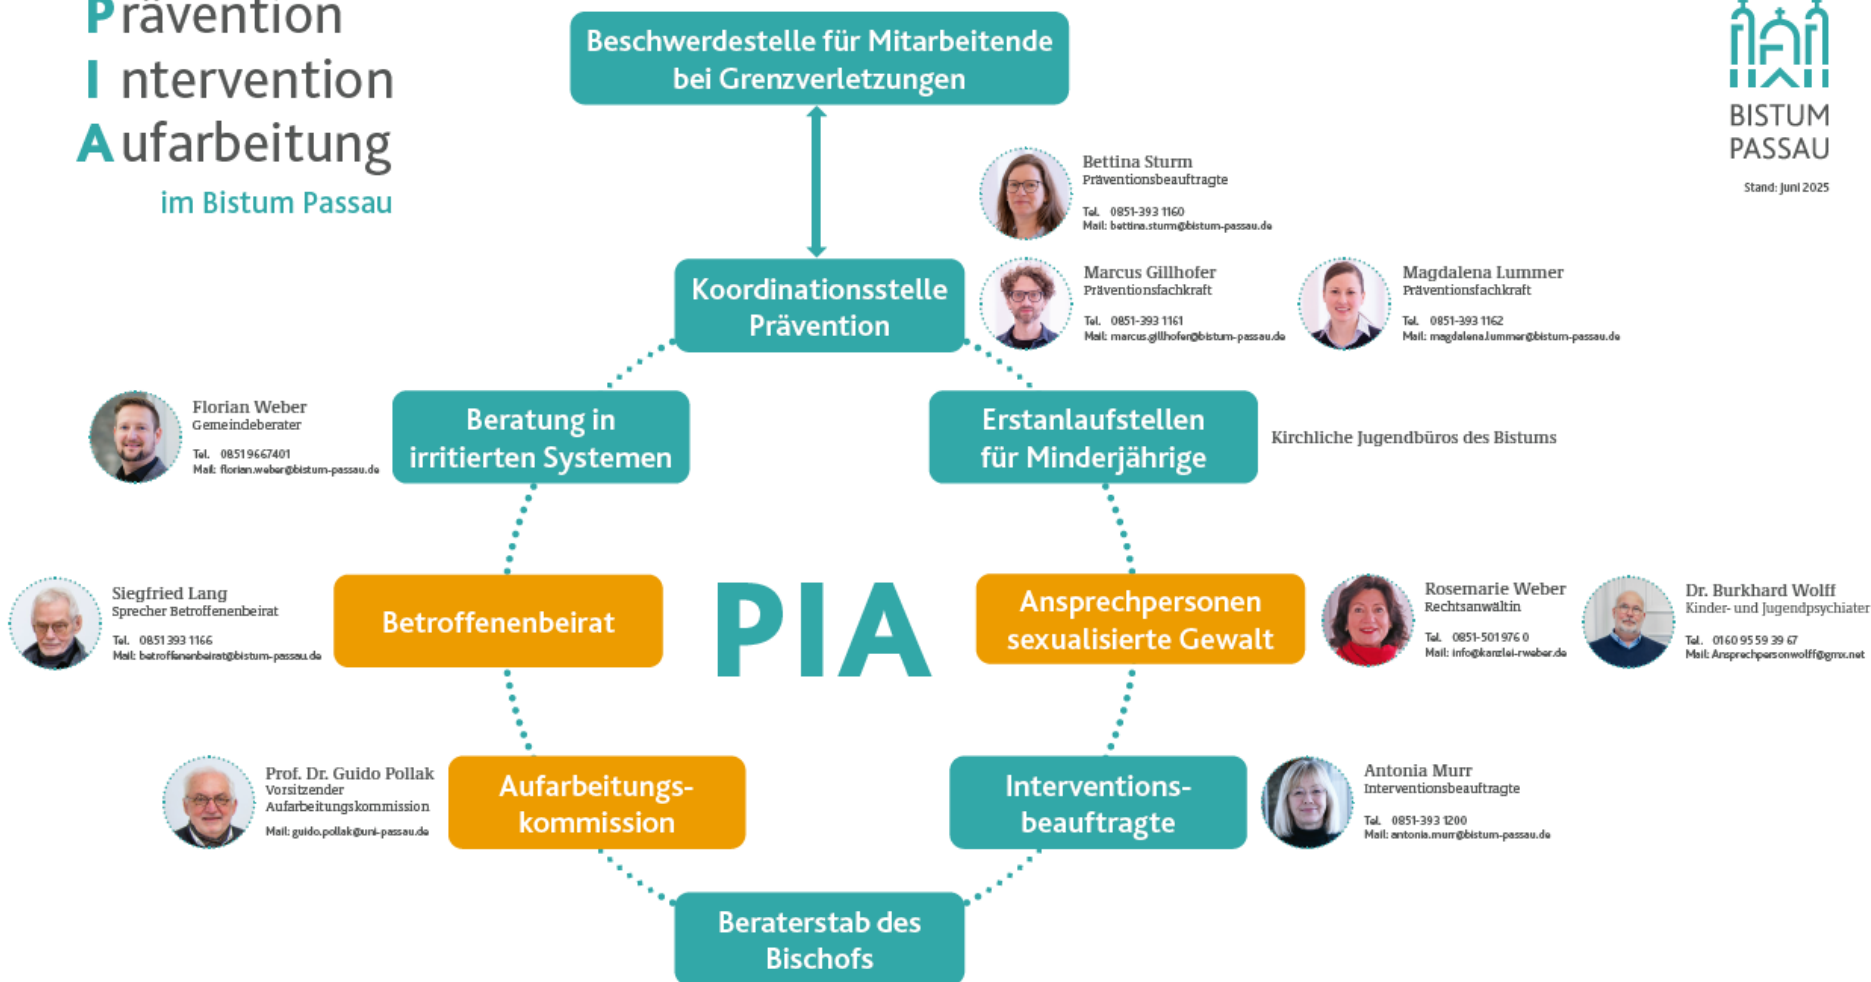 Prävention
Intervention
Aufarbeitung
im Bistum Passau
Beschwerdestelle für Mitarbeitende
bei Grenzverletzungen
BISTUM
PASSAU
Stand: Juni 2025
Bettina Sturm
Präventionsbeauftragte
Tel. 0851-393 1160
Mail: bettina.sturm@bistum-passau.de
Koordinationsstelle
Prävention
Marcus Gillhofer
Präventionsfachkraft
Tel. 0851-393 1161
Mail: marcus.gillhofer@bistum-passau.de
Magdalena Lummer
Präventionsfachkraft
Tel. 0851-393 1162
Mail: magdalena.lummer@bistum-passau.de
Florian Weber
Gemeindeberater
Tel. 08519667401
Mail: florian.weber@bistum-passau.de
Beratung in
irritierten Systemen
Erstanlaufstellen
für Minderjährige
Kirchliche Jugendbüros des Bistums
Siegfried Lang
Sprecher Betroffenenbeirat
Tel. 0851 393 1166
Mail: betroffenenbeirat@bistum-passau.de
Betroffenenbeirat
PIA
Ansprechpersonen
sexualisierte Gewalt
Rosemarie Weber
Rechtsanwältin
Tel. 0851-501 976 0
Mail: info@kanzlei-rweber.de
Dr. Burkhard Wolff
Kinder- und Jugendpsychiater
Tel. 0160 95 59 39 67
Mail: Ansprechpersonwolff@gmx.net
Prof. Dr. Guido Pollak
Vorsitzender
Aufarbeitungskommission
Mail: guido.pollak@uni-passau.de
Aufarbeitungs-
kommission
Interventions-
beauftragte
Antonia Murr
Interventionsbeauftragte
Tel. 0851-393 1200
Mail: antonia.murr@bistum-passau.de
Beraterstab des
Bischofs